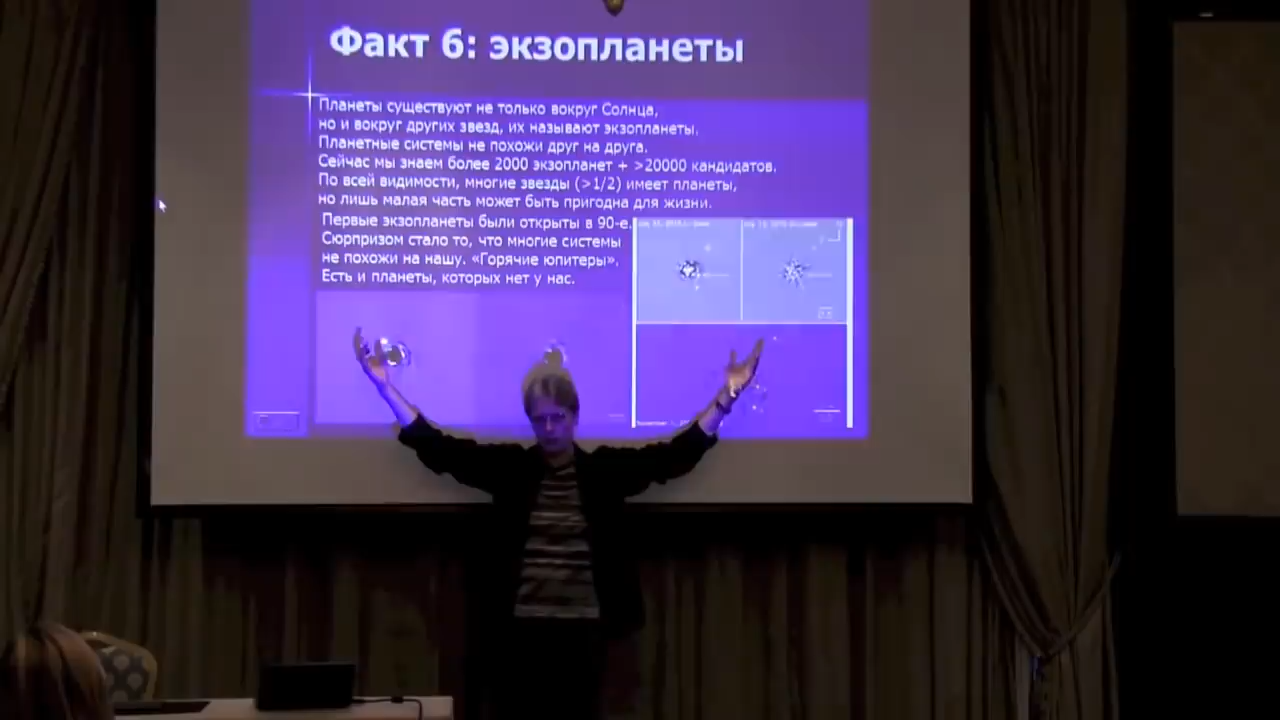 Факт 6: экзопланеты
Планеты существуют не только вокруг Солнца,
но и вокруг других звезд, их называют экзопланеты.
Планетные системы не похожи друг на друга.
Сейчас мы знаем более 2000 экзопланет + >20000 кандидатов.
По всей видимости, многие звезды (>1/2) имеет планеты,
но лишь малая часть может быть пригодна для жизни.
Первые экзопланеты были открыты в 90-е.
Сюрпризом стало то, что многие системы
не похожи на нашу. «Горячие юпитеры».
Есть и планеты, которых нет у нас.